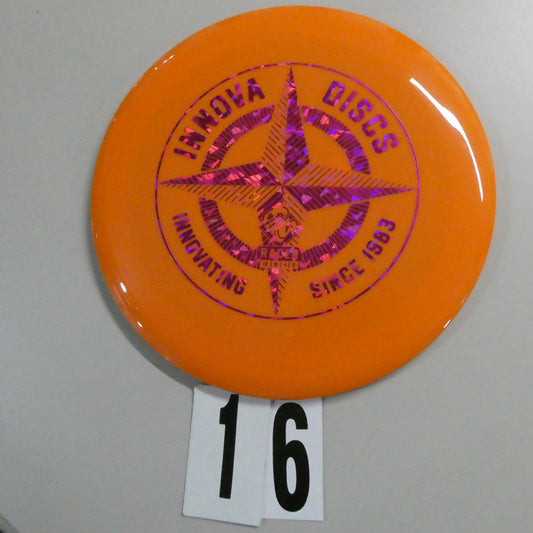 INNOVA DISCS
INNOVATING SINCE 1983
16